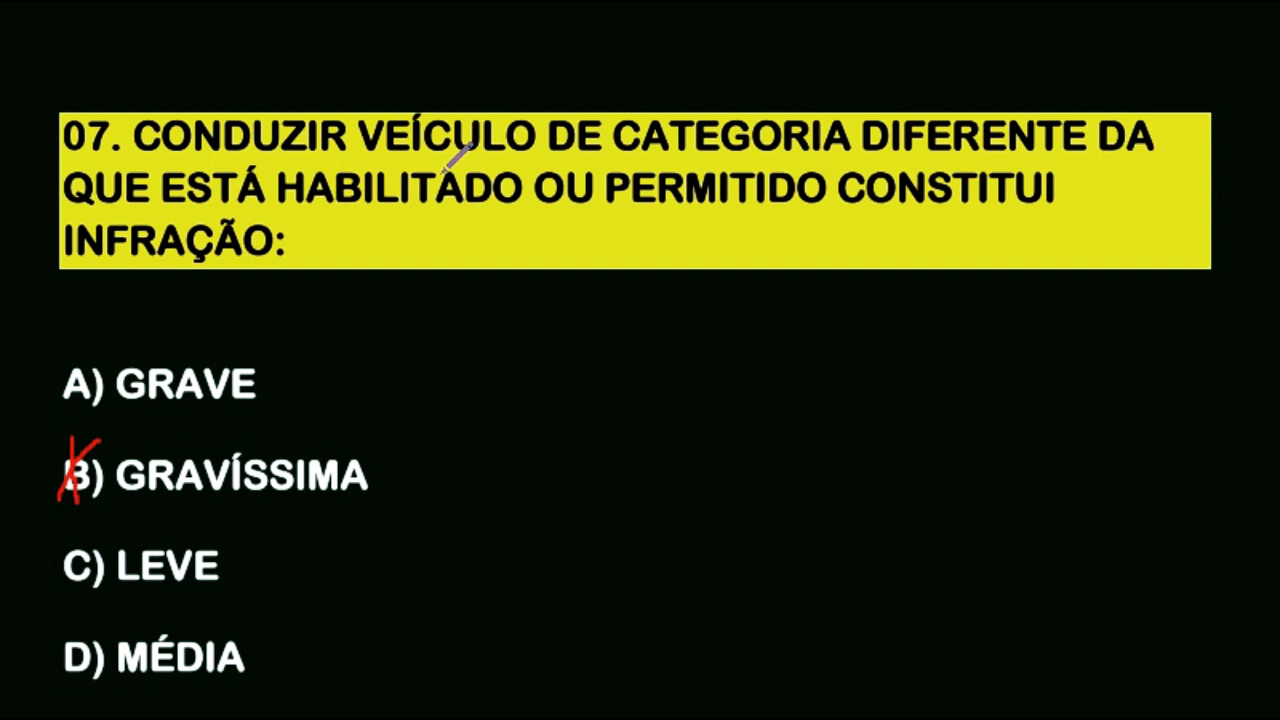 07. CONDUZIR VEÍCULO DE CATEGORIA DIFERENTE DA
QUE ESTÁ HABILITADO OU PERMITIDO CONSTITUI
INFRAÇÃO:
A) GRAVE
B) GRAVÍSSIMA
C) LEVE
D) MÉDIA